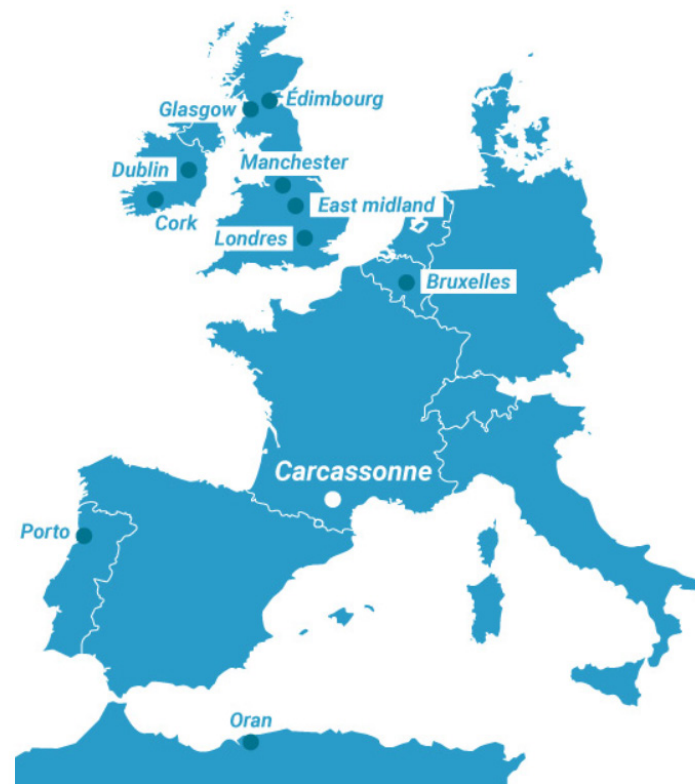 Édimbourg
Glasgow
Manchester
Dublin
East midland
Cork
Londres
Bruxelles
Carcassonne
Porto
Oran